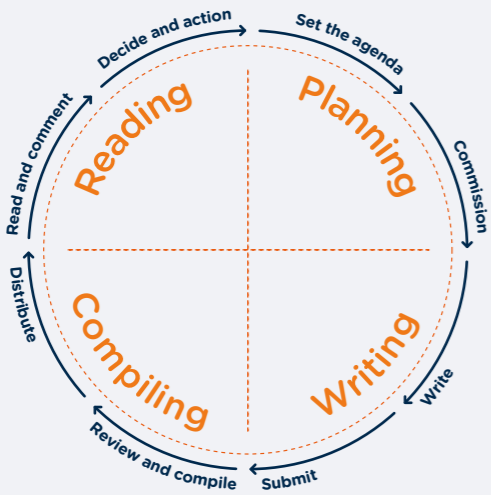 Set the agenda
Commission
Write
Submit
Review and compile
Distribute
Read and comment
Decide and action
Planning
Writing
Compiling
Reading